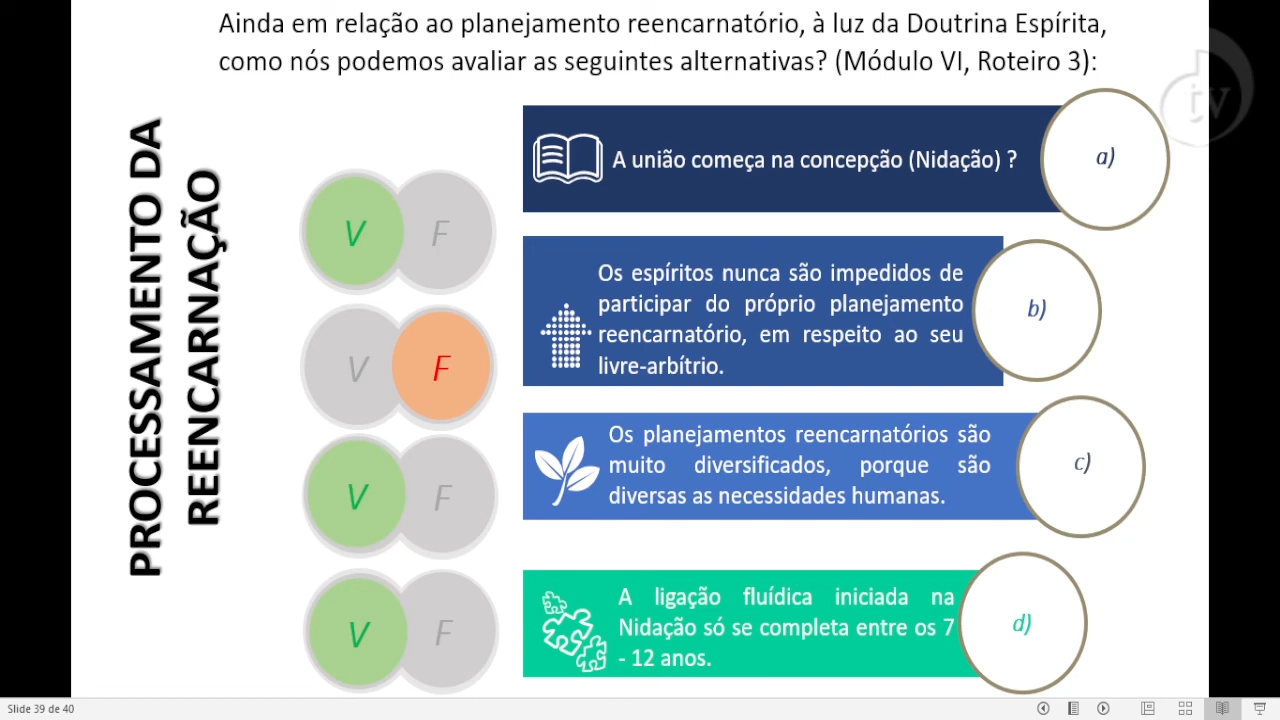 Ainda em relação ao planejamento reencarnatório, à luz da Doutrina Espírita,
como nós podemos avaliar as seguintes alternativas? (Módulo VI, Roteiro 3):
tv
PROCESSAMENTO DA
REENCARNAÇÃO
V F
A união começa na concepção (Nidação) ?
a)
V F
Os espíritos nunca são impedidos de
participar do próprio planejamento
reencarnatório, em respeito ao seu
livre-arbítrio.
b)
V F
Os planejamentos reencarnatórios são
muito diversificados, porque são
diversas as necessidades humanas.
c)
V F
A ligação fluídica iniciada na
Nidação só se completa entre os 7
- 12 anos.
d)
Slide 39 de 40